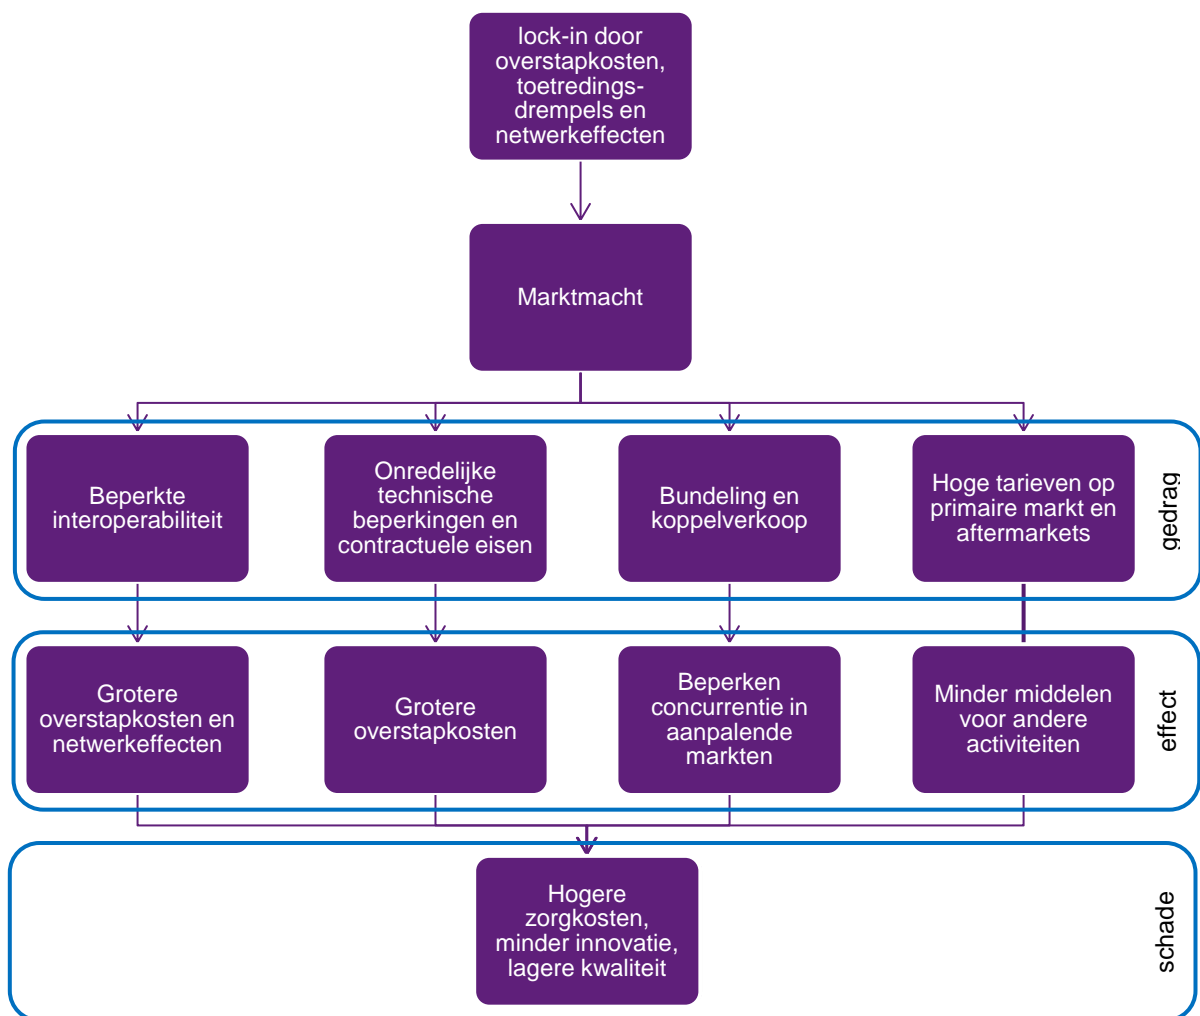 lock-in door
overstapkosten,
toetredings-
drempels en
netwerkeffecten
Marktmacht
Beperkte
interoperabiliteit
Onredelijke
technische
beperkingen en
contractuele eisen
Bundeling en
koppelverkoop
Hoge tarieven op
primaire markt en
aftermarkets
gedrag
Grotere
overstapkosten en
netwerkeffecten
Grotere
overstapkosten
Beperken
concurrentie in
aanpalende
markten
Minder middelen
voor andere
activiteiten
effect
Hogere
zorgkosten,
minder innovatie,
lagere kwaliteit
schade